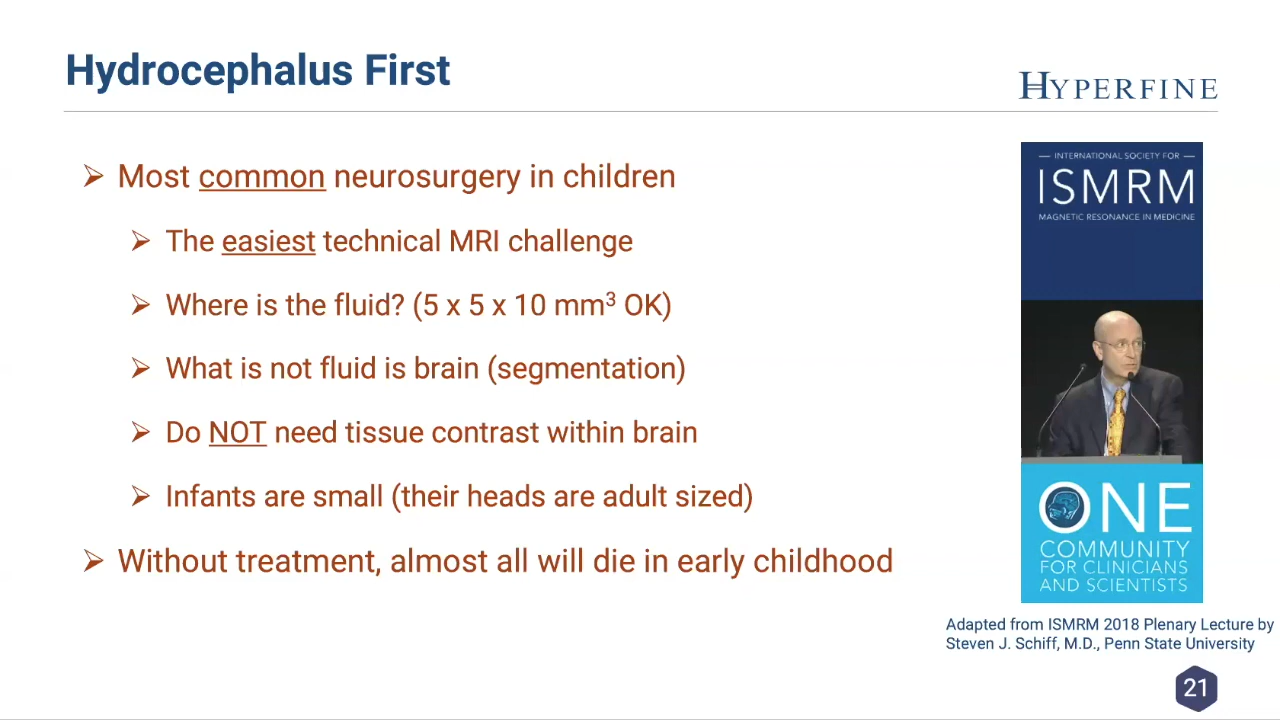 Hydrocephalus First
HYPERFINE
➢ Most common neurosurgery in children
➢ The easiest technical MRI challenge
➢ Where is the fluid? (5 x 5 x 10 mm³ OK)
➢ What is not fluid is brain (segmentation)
➢ Do NOT need tissue contrast within brain
➢ Infants are small (their heads are adult sized)
➢ Without treatment, almost all will die in early childhood
— INTERNATIONAL SOCIETY FOR —
ISMRM
MAGNETIC RESONANCE IN MEDICINE
ONE
COMMUNITY
FOR CLINICIANS
AND SCIENTISTS
Adapted from ISMRM 2018 Plenary Lecture by
Steven J. Schiff, M.D., Penn State University
21